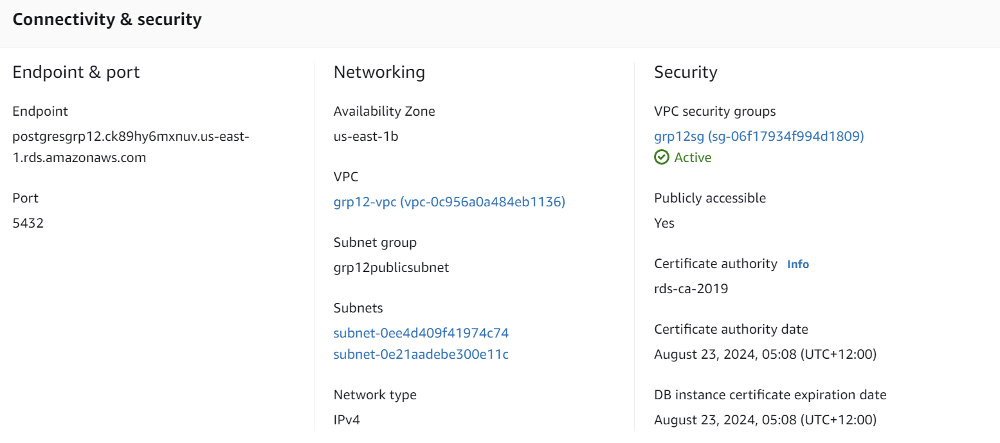 Connectivity & security
Endpoint & port
Endpoint
postgresgrp12.ck89hy6mxnuv.us-east-
1.rds.amazonaws.com
Port
5432
Networking
Availability Zone
us-east-1b
VPC
grp12-vpc (vpc-0c956a0a484eb1136)
Subnet group
grp12publicsubnet
Subnets
subnet-0ee4d409f41974c74
subnet-0e21aadebe300e11c
Network type
IPv4
Security
VPC security groups
grp12sg (sg-06f17934f994d1809)
Active
Publicly accessible
Yes
Certificate authority Info
rds-ca-2019
Certificate authority date
August 23, 2024, 05:08 (UTC+12:00)
DB instance certificate expiration date
August 23, 2024, 05:08 (UTC+12:00)